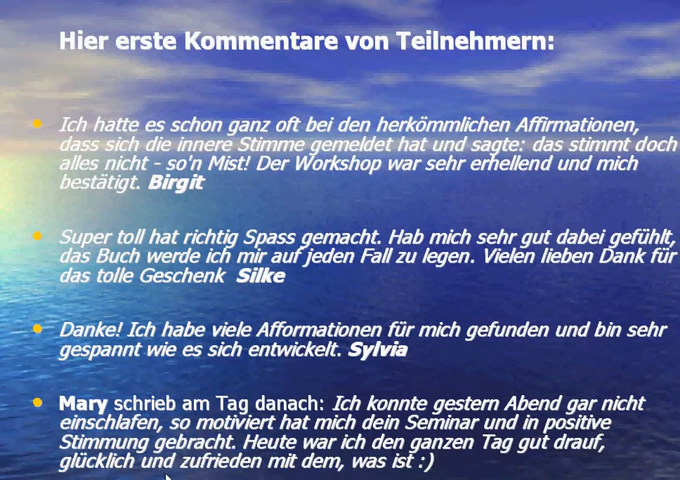 Hier erste Kommentare von Teilnehmern:
Ich hatte es schon ganz oft bei den herkömmlichen Affirmationen,
dass sich die innere Stimme gemeldet hat und sagte: das stimmt doch
alles nicht - so'n Mist! Der Workshop war sehr erhellend und mich
bestätigt. Birgit
Super toll hat richtig Spass gemacht. Hab mich sehr gut dabei gefühlt,
das Buch werde ich mir auf jeden Fall zu legen. Vielen lieben Dank für
das tolle Geschenk Silke
Danke! Ich habe viele Afformationen für mich gefunden und bin sehr
gespannt wie es sich entwickelt. Sylvia
Mary schrieb am Tag danach: Ich konnte gestern Abend gar nicht
einschlafen, so motiviert hat mich dein Seminar und in positive
Stimmung gebracht. Heute war ich den ganzen Tag gut drauf,
glücklich und zufrieden mit dem, was ist :)